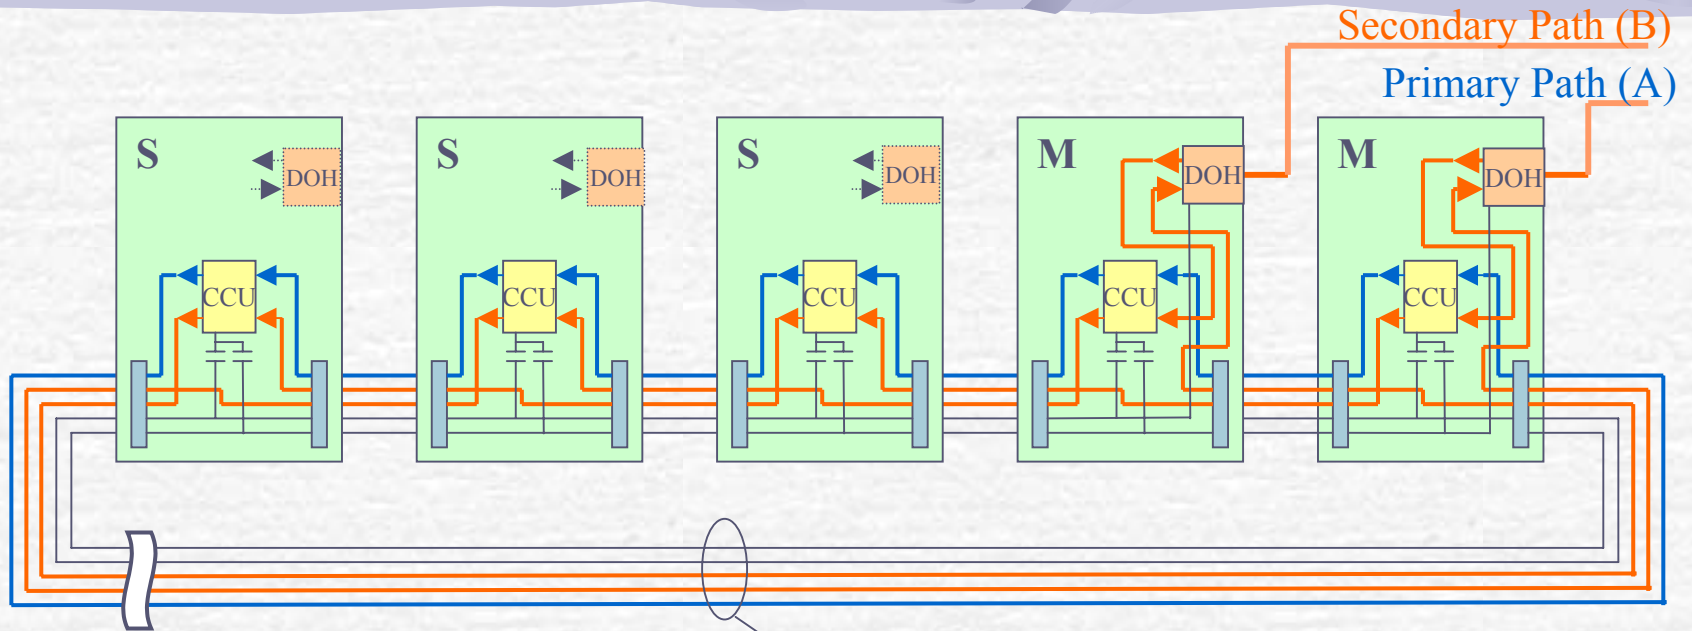 Secondary Path (B)
Primary Path (A)
S
DOH
CCU
S
DOH
CCU
S
DOH
CCU
M
DOH
CCU
M
DOH
CCU